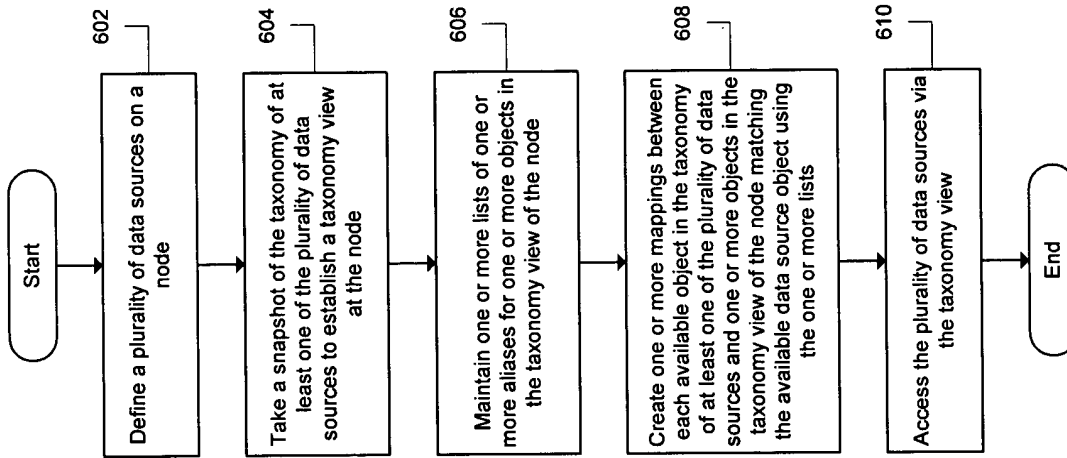 Start
Define a plurality of data sources on a
node
602
Take a snapshot of the taxonomy of at
least one of the plurality of data
sources to establish a taxonomy view
at the node
604
Maintain one or more lists of one or
more aliases for one or more objects in
the taxonomy view of the node
606
Create one or more mappings between
each available object in the taxonomy
of at least one of the plurality of data
sources and one or more objects in the
taxonomy view of the node matching
the available data source object using
the one or more lists
608
Access the plurality of data sources via
the taxonomy view
610
End